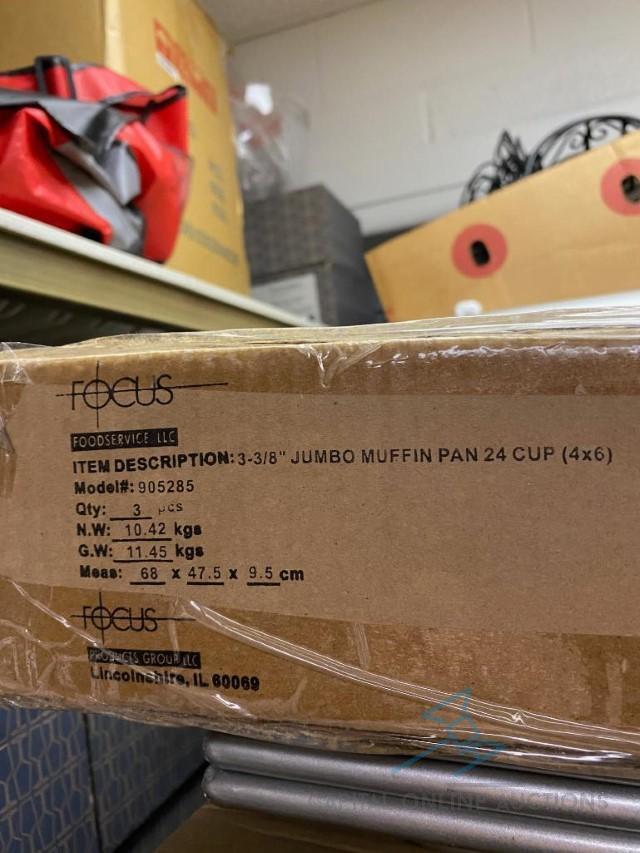 FOCUS
FOODSERVICE LLC
ITEM DESCRIPTION: 3-3/8" JUMBO MUFFIN PAN 24 CUP (4x6)
Model#: 905285
Qty: 3 pcs
N.W: 10.42 kgs
G.W: 11.45 kgs
Meas: 68 x 47.5 x 9.5 cm
FOCUS
PRODUCTS GROUP LLC
Lincolnshire, IL 60069
ONLINE AUCTIONS